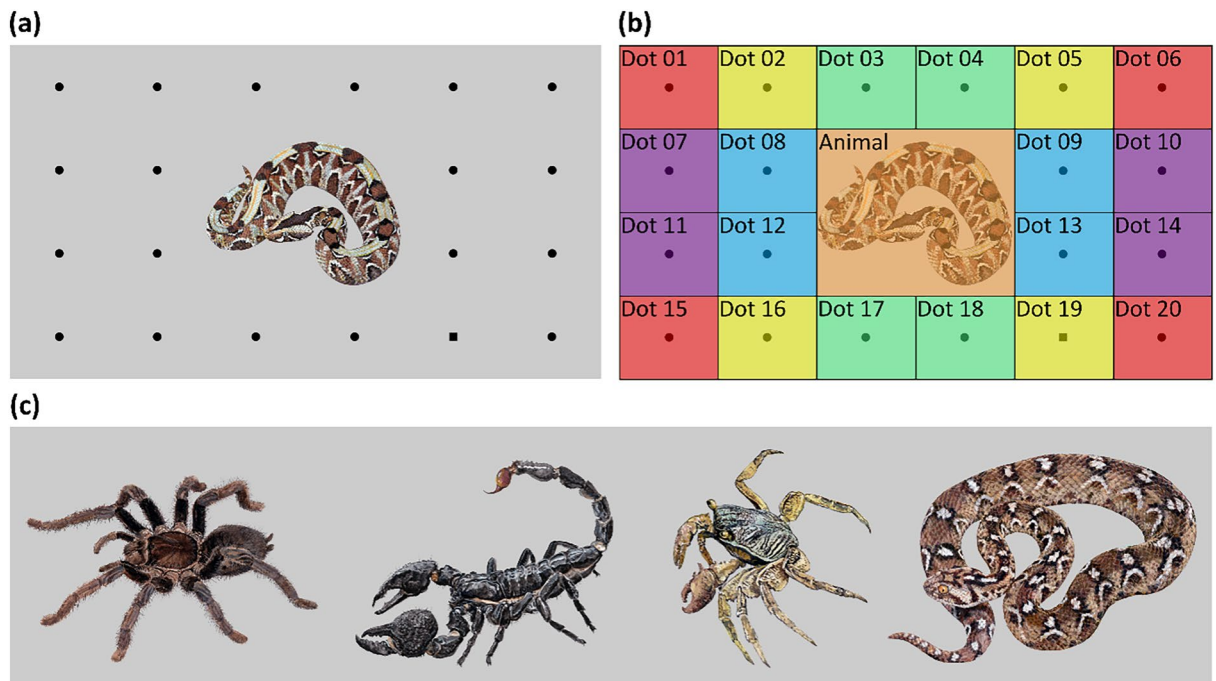 (a)
(b)
Dot 01 Dot 02 Dot 03 Dot 04 Dot 05 Dot 06
Dot 07 Dot 08 Animal Dot 09 Dot 10
Dot 11 Dot 12 Dot 13 Dot 14
Dot 15 Dot 16 Dot 17 Dot 18 Dot 19 Dot 20
(c)